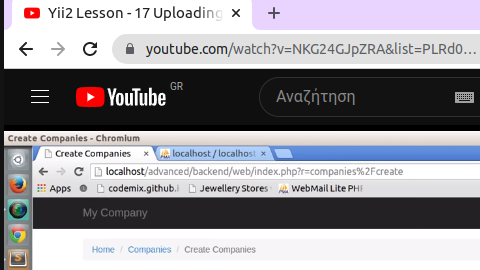 Yii2 Lesson - 17 Uploading
youtube.com/watch?v=NKG24GJpZRA&list=PLRd0…
YouTube GR
Αναζήτηση
Create Companies - Chromium
Create Companies
localhost / localhost
localhost/advanced/backend/web/index.php?r=companies%2Fcreate
Apps codemix.github.i Jewellery Stores WebMail Lite PHP
My Company
Home / Companies / Create Companies